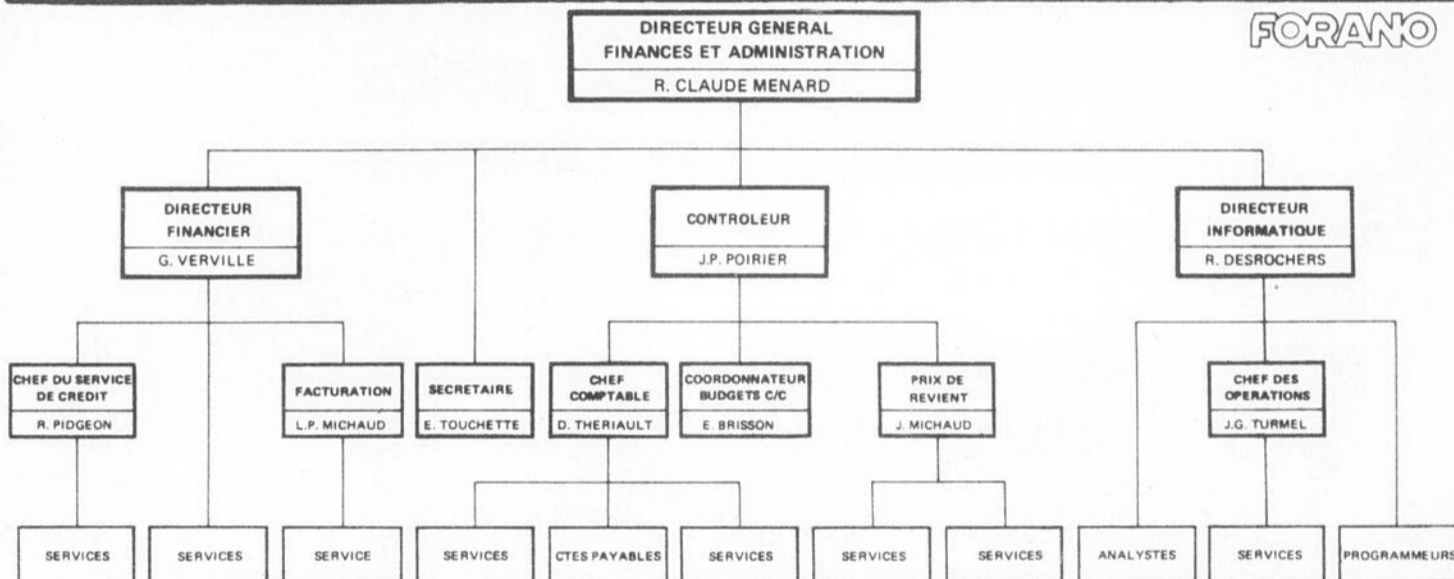 FORANO
DIRECTEUR GENERAL
FINANCES ET ADMINISTRATION
R. CLAUDE MENARD
DIRECTEUR
FINANCIER
G. VERVILLE
CONTROLEUR
J.P. POIRIER
DIRECTEUR
INFORMATIQUE
R. DESROCHERS
CHEF DU SERVICE
DE CREDIT
R. PIDGEON
FACTURATION
L.P. MICHAUD
SECRETAIRE
E. TOUCHETTE
CHEF
COMPTABLE
D. THERIAULT
COORDONNATEUR
BUDGETS C/C
E. BRISSON
PRIX DE
REVIENT
J. MICHAUD
CHEF DES
OPERATIONS
J.G. TURMEL
SERVICES
SERVICES
SERVICE
SERVICES
CTES PAYABLES
SERVICES
SERVICES
SERVICES
ANALYSTES
SERVICES
PROGRAMMEURS